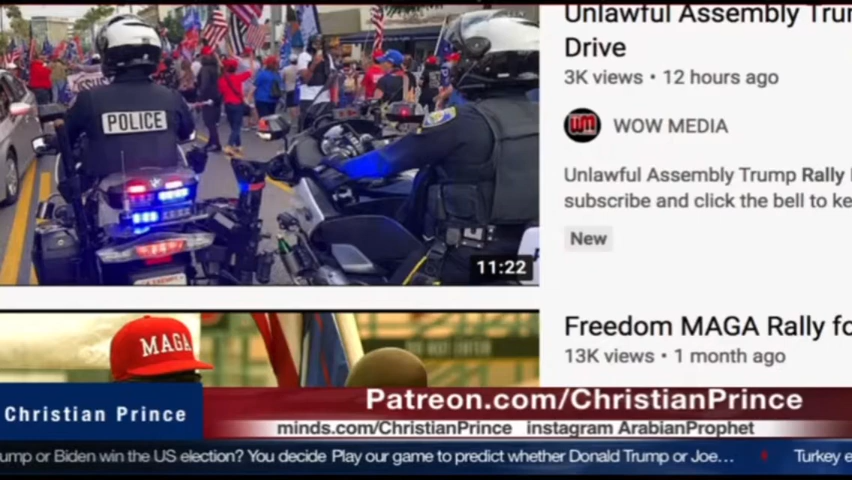 Unlawful Assembly Trum
Drive
3K views • 12 hours ago
WM
WOW MEDIA
Unlawful Assembly Trump Rally
subscribe and click the bell to ke
New
POLICE
11:22
MAGA
Freedom MAGA Rally fo
13K views • 1 month ago
Christian Prince
Patreon.com/ChristianPrince
minds.com/ChristianPrince instagram ArabianProphet
ump or Biden win the US election? You decide Play our game to predict whether Donald Trump or Joe... Turkey e